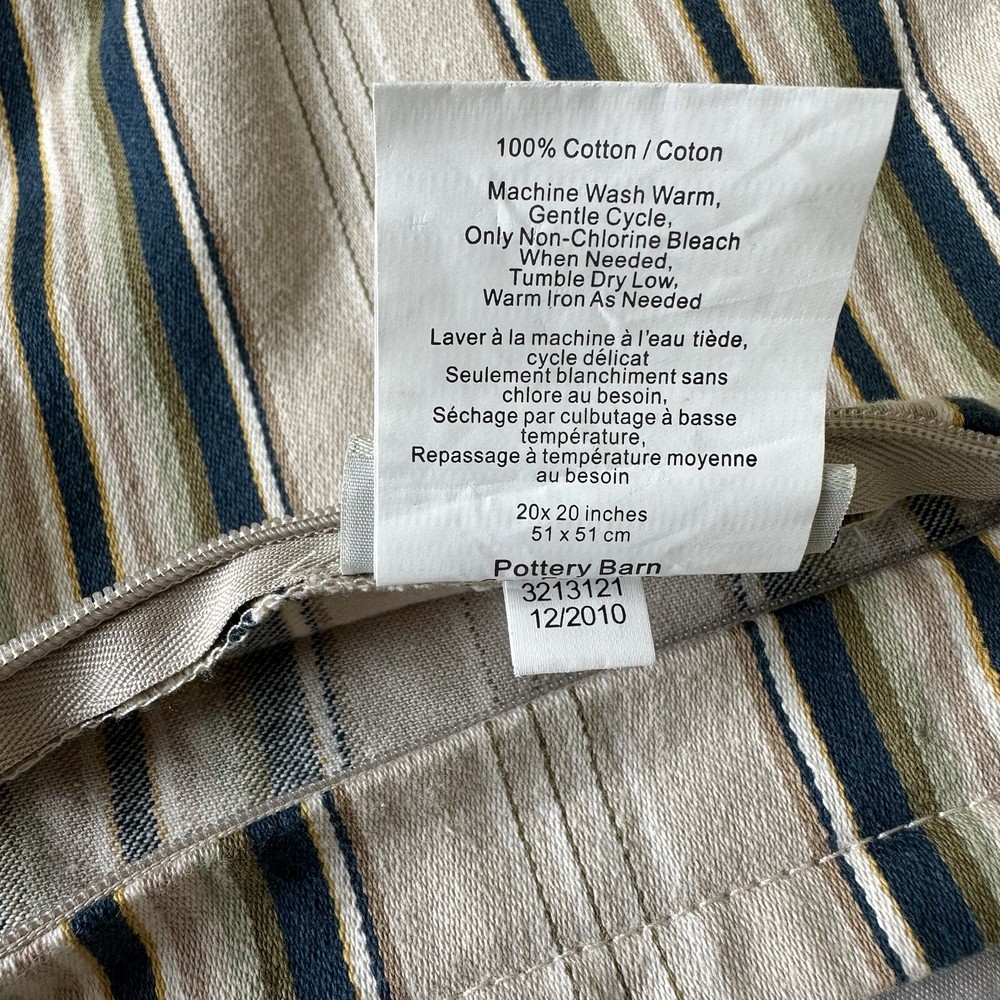 100% Cotton / Coton
Machine Wash Warm,
Gentle Cycle,
Only Non-Chlorine Bleach
When Needed,
Tumble Dry Low,
Warm Iron As Needed
Laver à la machine à l'eau tiède,
cycle délicat
Seulement blanchiment sans
chlore au besoin,
Séchage par culbutage à basse
température,
Repassage à température moyenne
au besoin
20x 20 inches
51 x 51 cm
Pottery Barn
3213121
12/2010